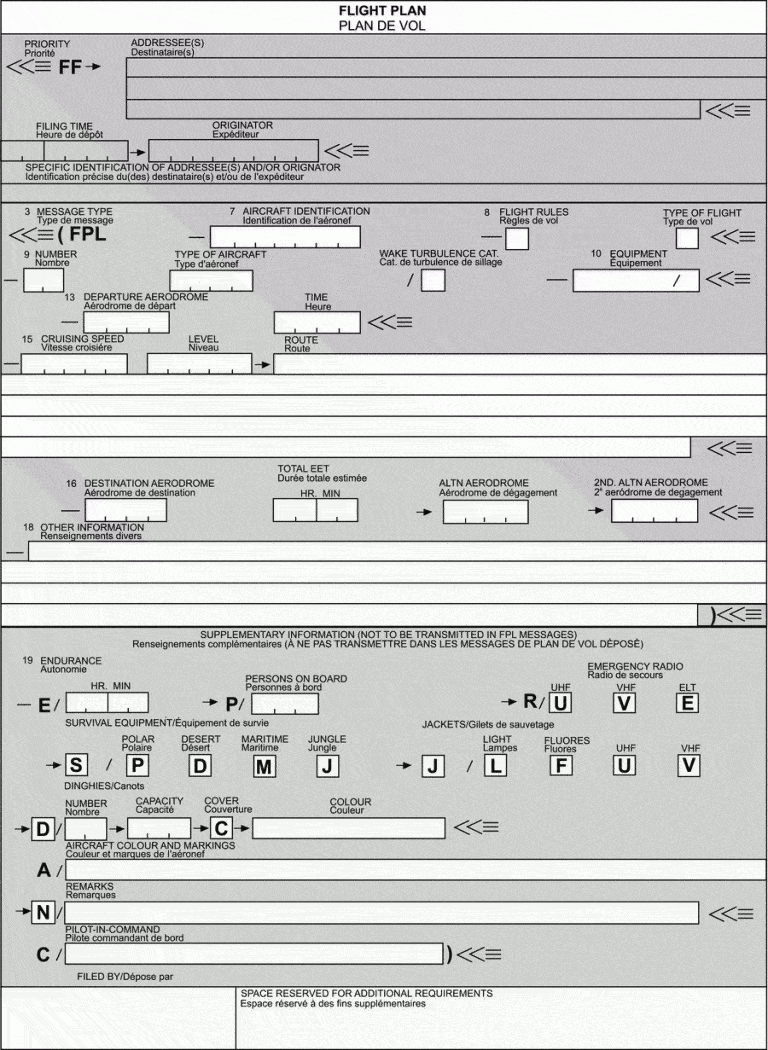 FLIGHT PLAN
PLAN DE VOL
PRIORITY
Priorité
ADDRESSEE(S)
Destinataire(s)
FF
FILING TIME
Heure de dépôt
ORIGINATOR
Expéditeur
SPECIFIC IDENTIFICATION OF ADDRESSEE(S) AND/OR ORIGNATOR
Identification précise du(des) destinataire(s) et/ou de l'expéditeur
3 MESSAGE TYPE
Type de message
(FPL
7 AIRCRAFT IDENTIFICATION
Identification de l'aéronef
8 FLIGHT RULES
Règles de vol
TYPE OF FLIGHT
Type de vol
9 NUMBER
Nombre
TYPE OF AIRCRAFT
Type d'aéronef
WAKE TURBULENCE CAT.
Cat. de turbulence de sillage
/
10 EQUIPMENT
Équipement
/
13 DEPARTURE AERODROME
Aérodrome de départ
TIME
Heure
15 CRUISING SPEED
Vitesse croisière
LEVEL
Niveau
ROUTE
Route
16 DESTINATION AERODROME
Aérodrome de destination
TOTAL EET
Durée totale estimée
HR. MIN
ALTN AERODROME
Aérodrome de dégagement
2ND. ALTN AERODROME
2e aeródrome de degagement
18 OTHER INFORMATION
Renseignements divers
)
SUPPLEMENTARY INFORMATION (NOT TO BE TRANSMITTED IN FPL MESSAGES)
Renseignements complémentaires (À NE PAS TRANSMETTRE DANS LES MESSAGES DE PLAN DE VOL DÉPOSÉ)
19 ENDURANCE
Autonomie
HR. MIN
E/
PERSONS ON BOARD
Personnes à bord
P/
EMERGENCY RADIO
Radio de secours
UHF VHF ELT
R/ U V E
SURVIVAL EQUIPMENT/Équipement de survie
POLAR DESERT MARITIME JUNGLE
Polaire Désert Maritime Jungle
S / P D M J
JACKETS/Gilets de sauvetage
LIGHT FLUORES UHF VHF
Lampes Fluores
J / L F U V
DINGHIES/Canots
NUMBER
Nombre
CAPACITY
Capacité
COVER
Couverture
COLOUR
Couleur
D/ C
AIRCRAFT COLOUR AND MARKINGS
Couleur et marques de l'aéronef
A /
REMARKS
Remarques
N/
PILOT-IN-COMMAND
Pilote commandant de bord
C / )
FILED BY/Dépose par
SPACE RESERVED FOR ADDITIONAL REQUIREMENTS
Espace réservé à des fins supplémentaires